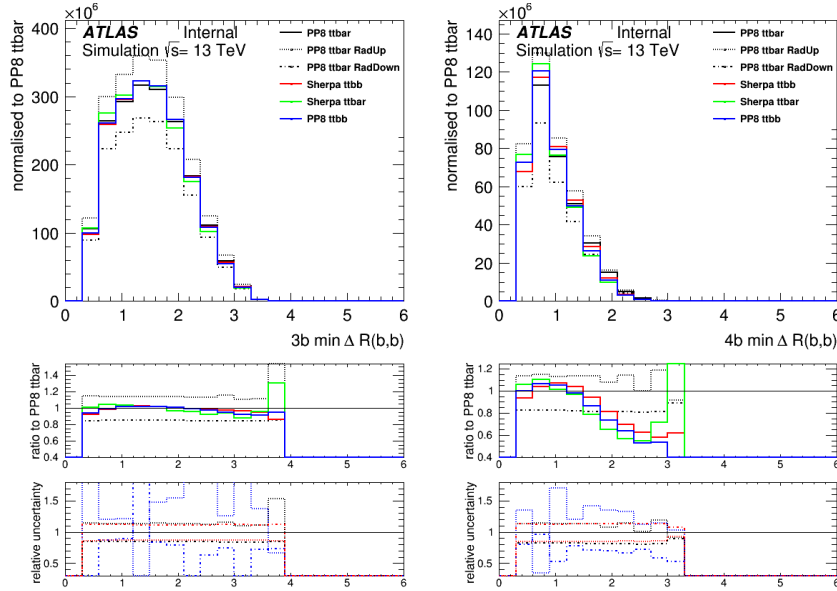 ×10⁶
ATLAS Internal
Simulation √s= 13 TeV
PP8 ttbar
PP8 ttbar RadUp
PP8 ttbar RadDown
Sherpa ttbb
Sherpa ttbar
PP8 ttbb
normalised to PP8 ttbar
400
300
200
100
0
0 1 2 3 4 5 6
3b min Δ R(b,b)
ratio to PP8 ttbar
1.4
1.2
1
0.8
0.6
0.4
0 1 2 3 4 5 6
relative uncertainty
1.5
1
0.5
0 1 2 3 4 5 6
×10⁶
ATLAS Internal
Simulation √s= 13 TeV
PP8 ttbar
PP8 ttbar RadUp
PP8 ttbar RadDown
Sherpa ttbb
Sherpa ttbar
PP8 ttbb
normalised to PP8 ttbar
140
120
100
80
60
40
20
0
0 1 2 3 4 5 6
4b min Δ R(b,b)
ratio to PP8 ttbar
1.2
1
0.8
0.6
0.4
0 1 2 3 4 5 6
relative uncertainty
1.5
1
0.5
0 1 2 3 4 5 6